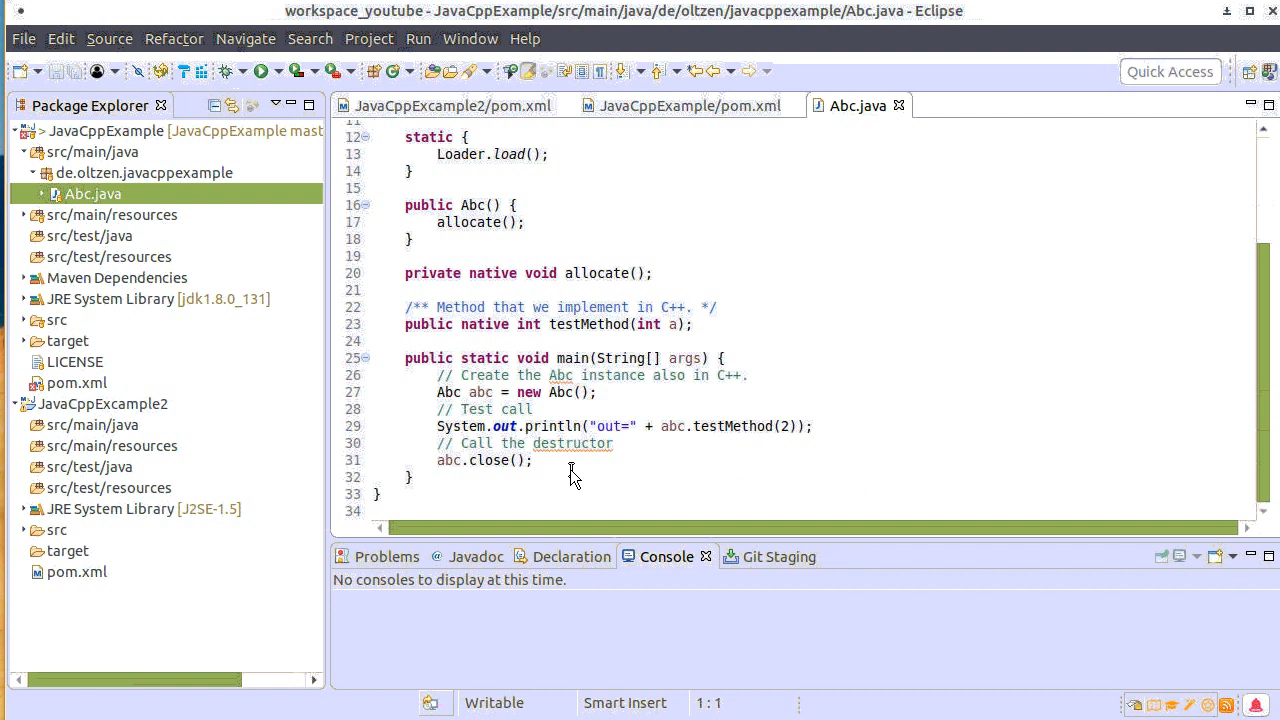 workspace_youtube - JavaCppExample/src/main/java/de/oltzen/javacppexample/Abc.java - Eclipse
File Edit Source Refactor Navigate Search Project Run Window Help
Quick Access
Package Explorer
JavaCppExample [JavaCppExample mast
src/main/java
de.oltzen.javacppexample
Abc.java
src/main/resources
src/test/java
src/test/resources
Maven Dependencies
JRE System Library [jdk1.8.0_131]
src
target
LICENSE
pom.xml
JavaCppExcample2
src/main/java
src/main/resources
src/test/java
src/test/resources
JRE System Library [J2SE-1.5]
src
target
pom.xml
JavaCppExcample2/pom.xml JavaCppExample/pom.xml Abc.java
11
12 static {
13 Loader.load();
14 }
15
16 public Abc() {
17 allocate();
18 }
19
20 private native void allocate();
21
22 /** Method that we implement in C++. */
23 public native int testMethod(int a);
24
25 public static void main(String[] args) {
26 // Create the Abc instance also in C++.
27 Abc abc = new Abc();
28 // Test call
29 System.out.println("out=" + abc.testMethod(2));
30 // Call the destructor
31 abc.close();
32 }
33 }
34
Problems Javadoc Declaration Console Git Staging
No consoles to display at this time.
Writable Smart Insert 1 : 1